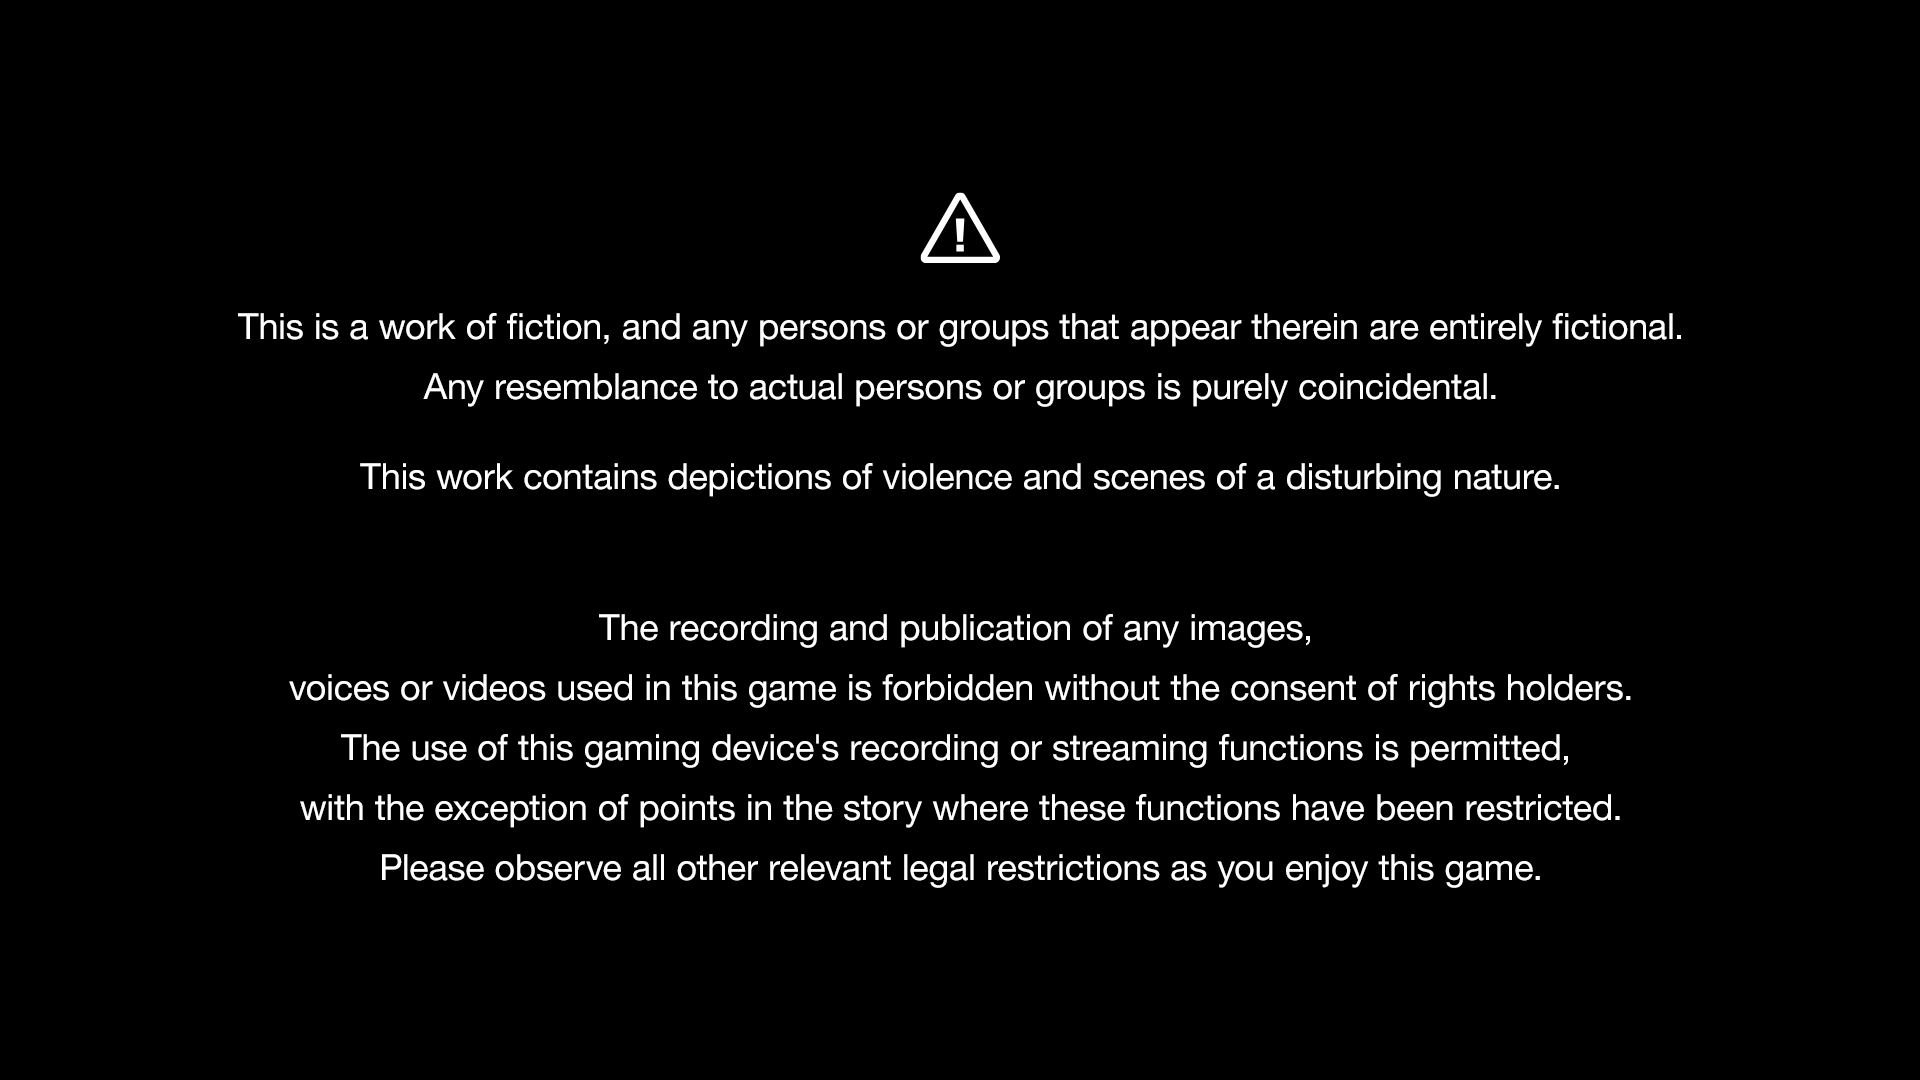 This is a work of fiction, and any persons or groups that appear therein are entirely fictional.
Any resemblance to actual persons or groups is purely coincidental.
This work contains depictions of violence and scenes of a disturbing nature.
The recording and publication of any images,
voices or videos used in this game is forbidden without the consent of rights holders.
The use of this gaming device's recording or streaming functions is permitted,
with the exception of points in the story where these functions have been restricted.
Please observe all other relevant legal restrictions as you enjoy this game.